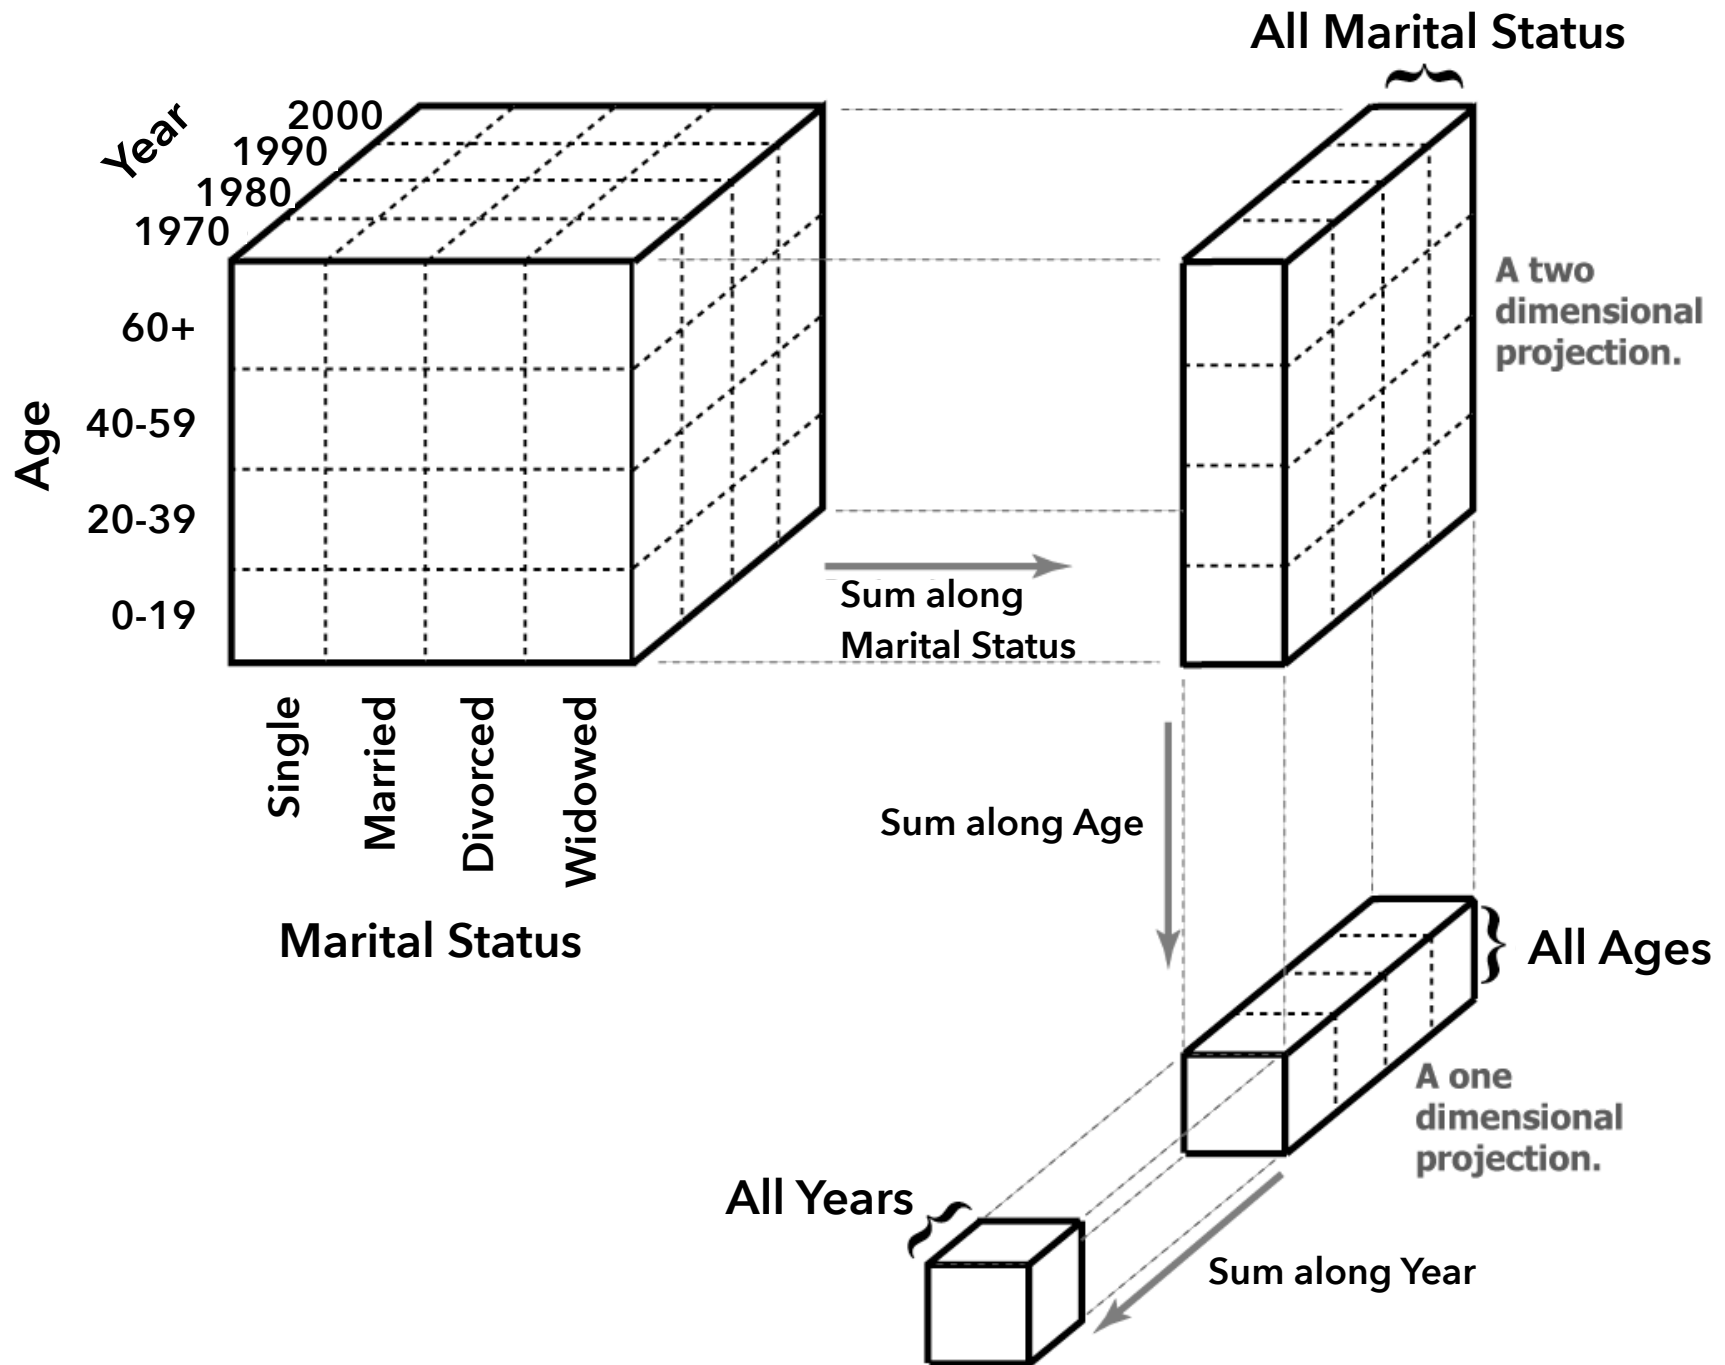 All Marital Status
Year
2000
1990
1980
1970
Age
60+
40-59
20-39
0-19
Single
Married
Divorced
Widowed
Marital Status
Sum along
Marital Status
A two
dimensional
projection.
Sum along Age
All Ages
A one
dimensional
projection.
All Years
Sum along Year